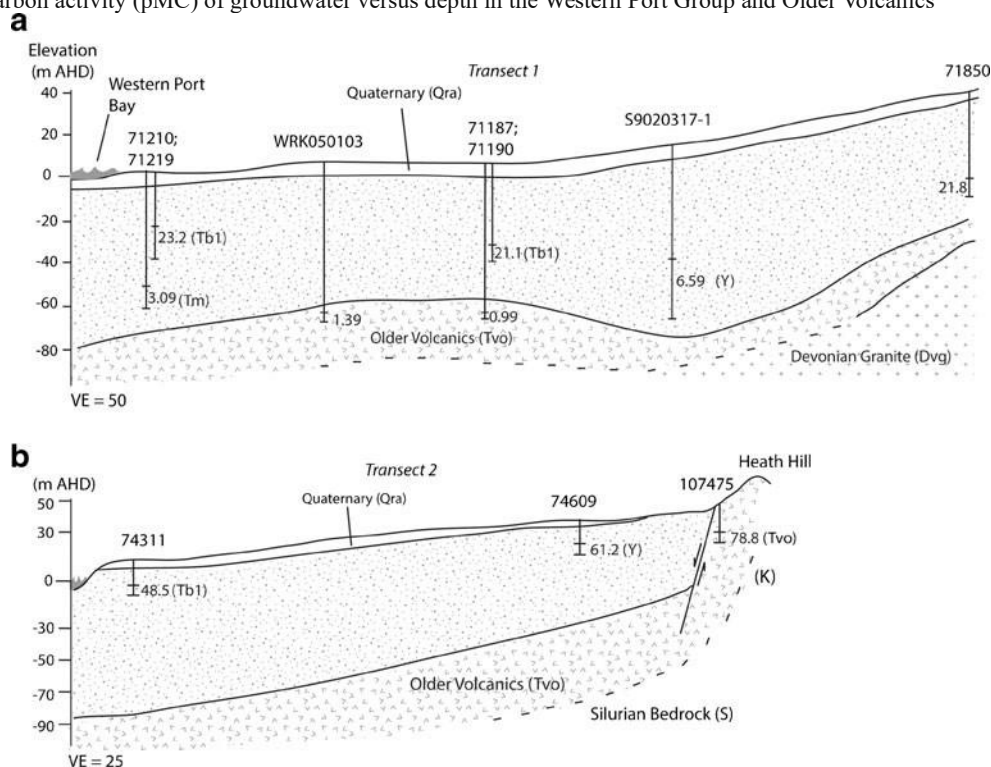 arbon activity (pMC) of groundwater versus depth in the Western Port Group and Older Volcanics
a
Elevation
(m AHD)
Western Port
Bay
Transect 1
Quaternary (Qra)
71850
40
20
0
-20
-40
-60
-80
71210;
71219
WRK050103
71187;
71190
S9020317-1
21.8
23.2 (Tb1)
21.1 (Tb1)
6.59 (Y)
3.09 (Tm)
1.39
0.99
Older Volcanics (Tvo)
Devonian Granite (Dvg)
VE = 50
b
(m AHD)
Transect 2
Heath Hill
Quaternary (Qra)
74609
107475
50
30
0
-30
-50
-70
-90
74311
61.2 (Y)
78.8 (Tvo)
48.5 (Tb1)
(K)
Older Volcanics (Tvo)
Silurian Bedrock (S)
VE = 25